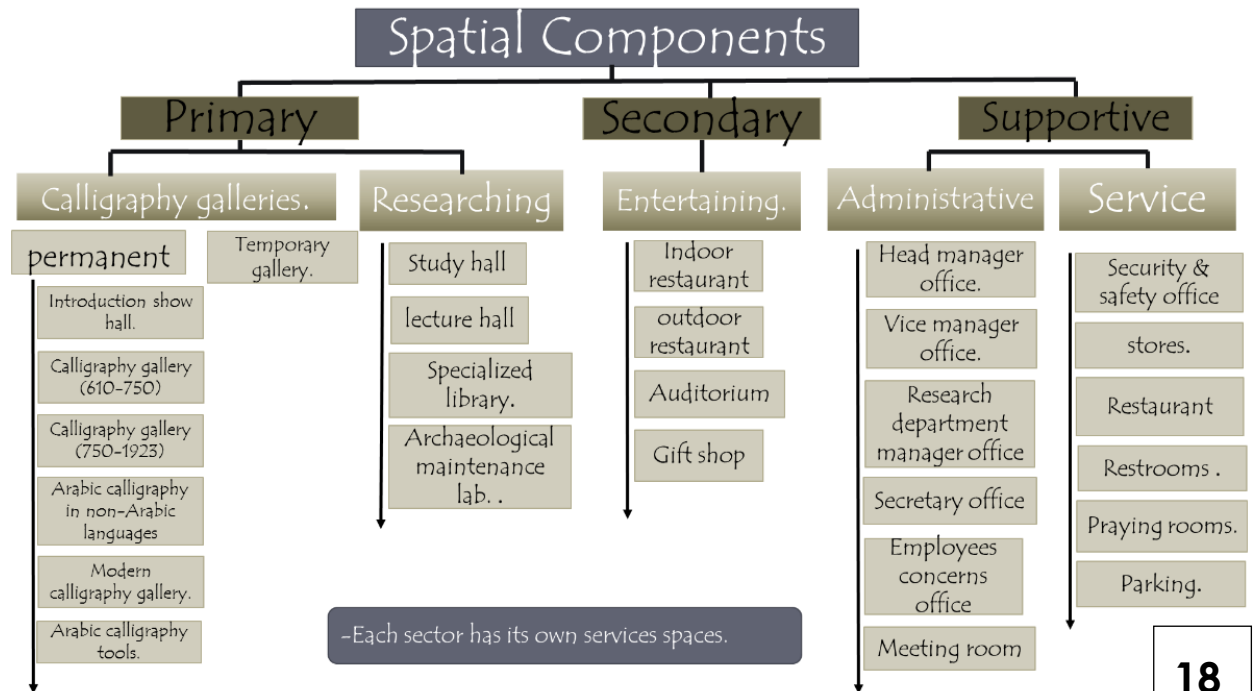 Spatial Components
Primary
Secondary
Supportive
Calligraphy galleries.
Researching
Entertaining.
Administrative
Service
permanent
Temporary
gallery.
Introduction show
hall.
Calligraphy gallery
(610-750)
Calligraphy gallery
(750-1923)
Arabic calligraphy
in non-Arabic
languages
Modern
calligraphy gallery.
Arabic calligraphy
tools.
Study hall
lecture hall
Specialized
library.
Archaeological
maintenance
lab. .
Indoor
restaurant
outdoor
restaurant
Auditorium
Gift shop
Head manager
office.
Vice manager
office.
Research
department
manager office
Secretary office
Employees
concerns
office
Meeting room
Security &
safety office
stores.
Restaurant
Restrooms .
Praying rooms.
Parking.
-Each sector has its own services spaces.
18